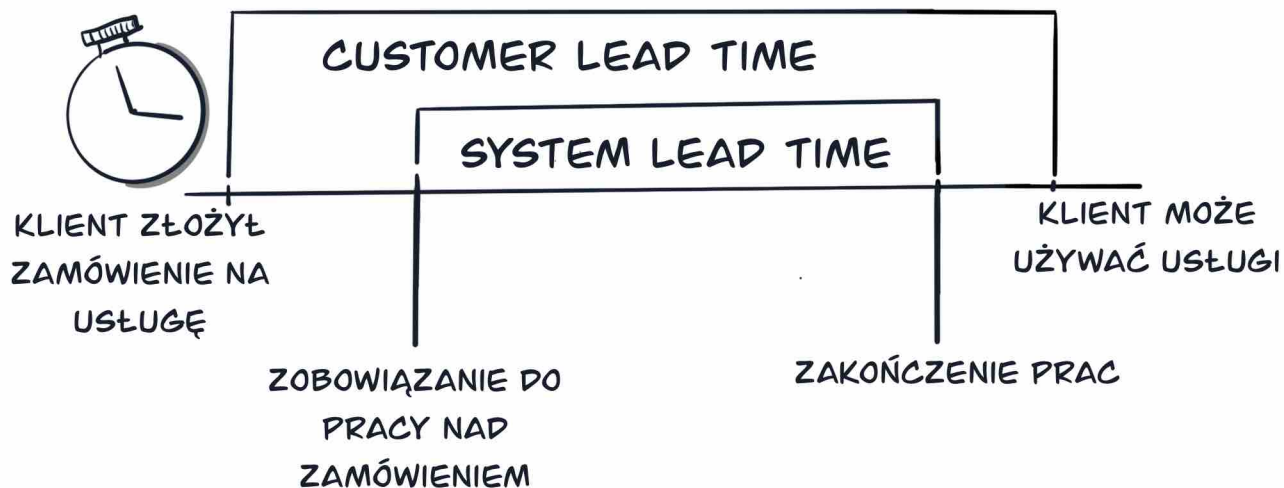 CUSTOMER LEAD TIME
SYSTEM LEAD TIME
KLIENT ZŁOŻYŁ
ZAMÓWIENIE NA
USŁUGĘ
ZOBOWIĄZANIE DO
PRACY NAD
ZAMÓWIENIEM
ZAKOŃCZENIE PRAC
KLIENT MOŻE
UŻYWAĆ USŁUGI